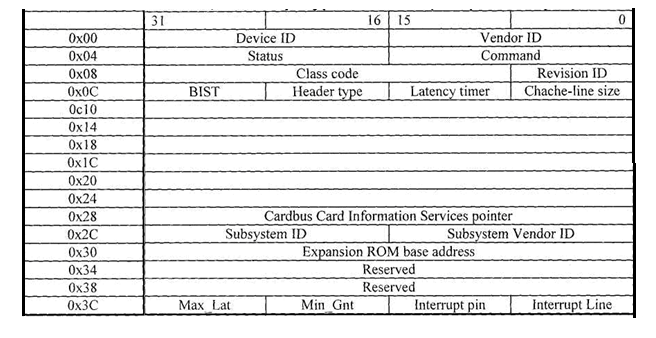 31 16 15 0
0x00 Device ID Vendor ID
0x04 Status Command
0x08 Class code Revision ID
0x0C BIST Header type Latency timer Chache-line size
0c10
0x14
0x18
0x1C
0x20
0x24
0x28 Cardbus Card Information Services pointer
0x2C Subsystem ID Subsystem Vendor ID
0x30 Expansion ROM base address
0x34 Reserved
0x38 Reserved
0x3C Max_Lat Min_Gnt Interrupt pin Interrupt Line